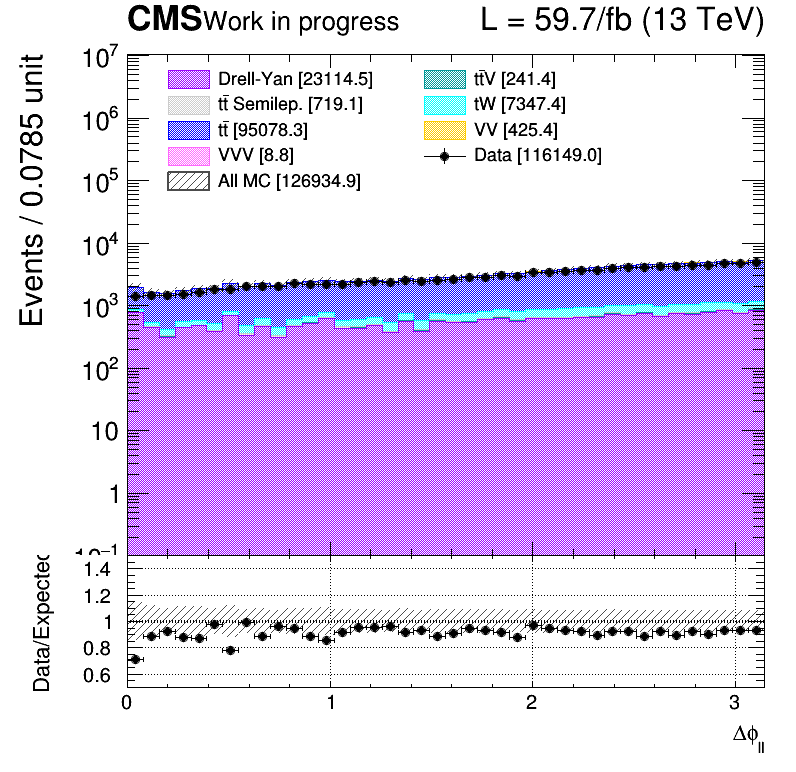 CMS Work in progress L = 59.7/fb (13 TeV)
Events / 0.0785 unit
10⁷
10⁶
10⁵
10⁴
10³
10²
10
1
10⁻¹
Drell-Yan [23114.5]
tt̄ Semilep. [719.1]
tt̄ [95078.3]
VVV [8.8]
All MC [126934.9]
tt̄V [241.4]
tW [7347.4]
VV [425.4]
Data [116149.0]
Data/Expected
1.4
1.2
1
0.8
0.6
0 1 2 3
Δϕ_ll